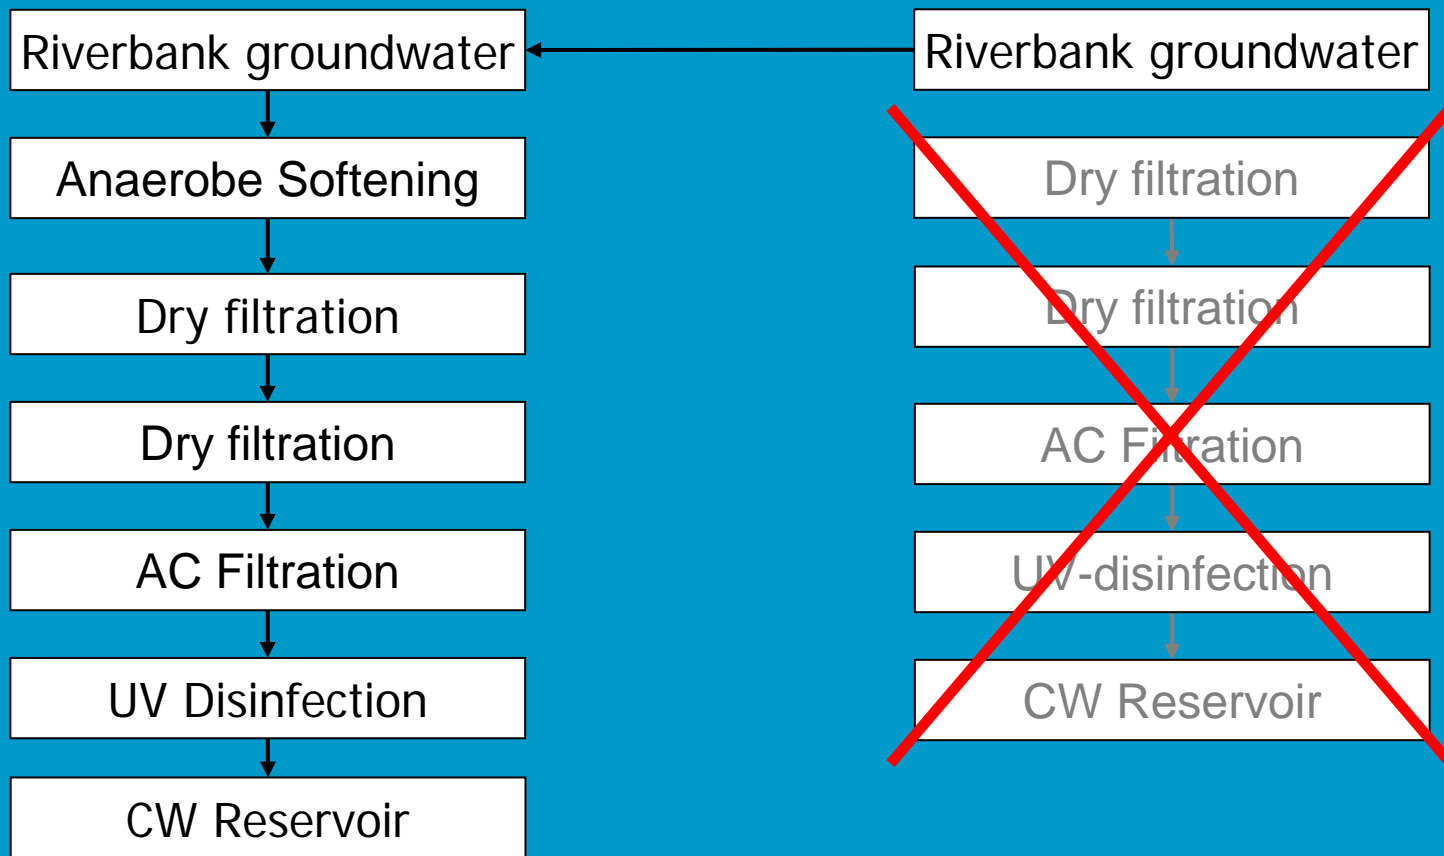 Riverbank groundwater
Anaerobe Softening
Dry filtration
Dry filtration
AC Filtration
UV Disinfection
CW Reservoir
Riverbank groundwater
Dry filtration
Dry filtration
AC Filtration
UV-disinfection
CW Reservoir